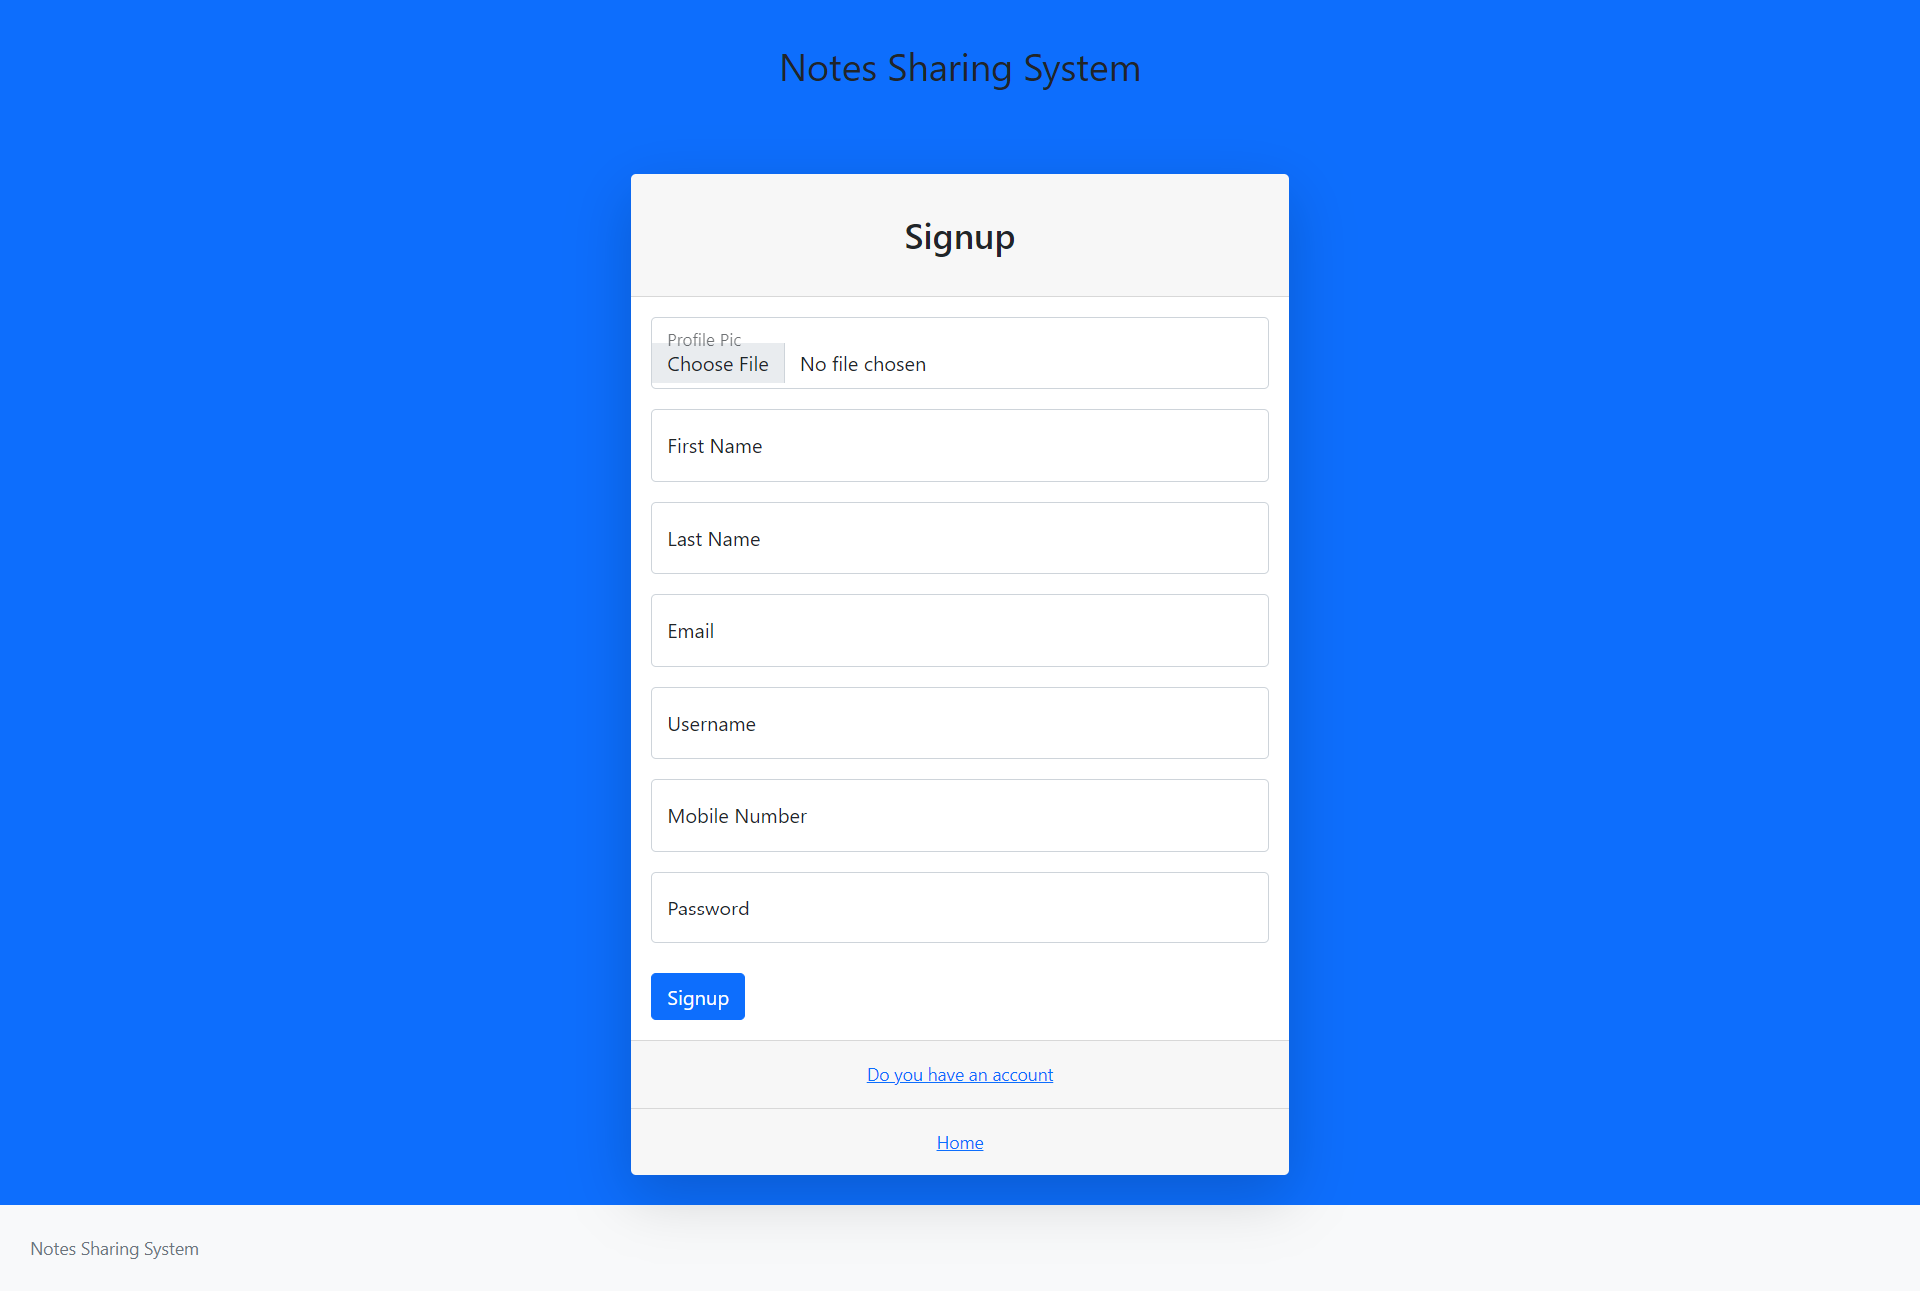 Notes Sharing System
Signup
Profile Pic
Choose File No file chosen
First Name
Last Name
Email
Username
Mobile Number
Password
Signup
Do you have an account
Home
Notes Sharing System